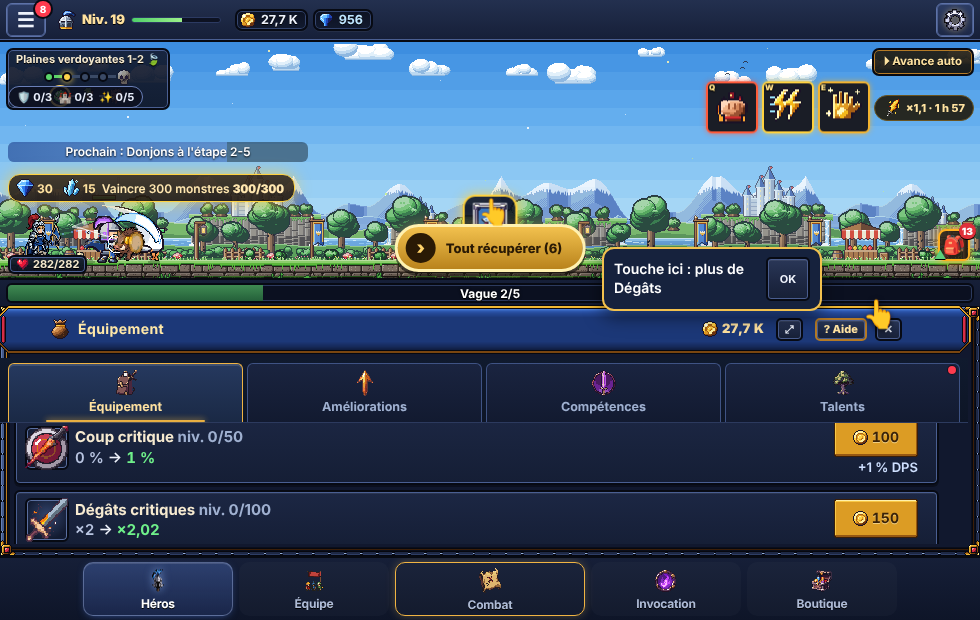 8
Niv. 19
27,7 K
956
Plaines verdoyantes 1-2
0/3
0/3
0/5
Avance auto
Q
W
E
×1,1 · 1 h 57
Prochain : Donjons à l'étape 2-5
30
15
Vaincre 300 monstres 300/300
Tout récupérer (6)
13
282/282
Touche ici : plus de
Dégâts
OK
Vague 2/5
Équipement
27,7 K
? Aide
×
Équipement
Améliorations
Compétences
Talents
Coup critique niv. 0/50
0 % → 1 %
100
+1 % DPS
Dégâts critiques niv. 0/100
×2 → ×2,02
150
Héros
Équipe
Combat
Invocation
Boutique